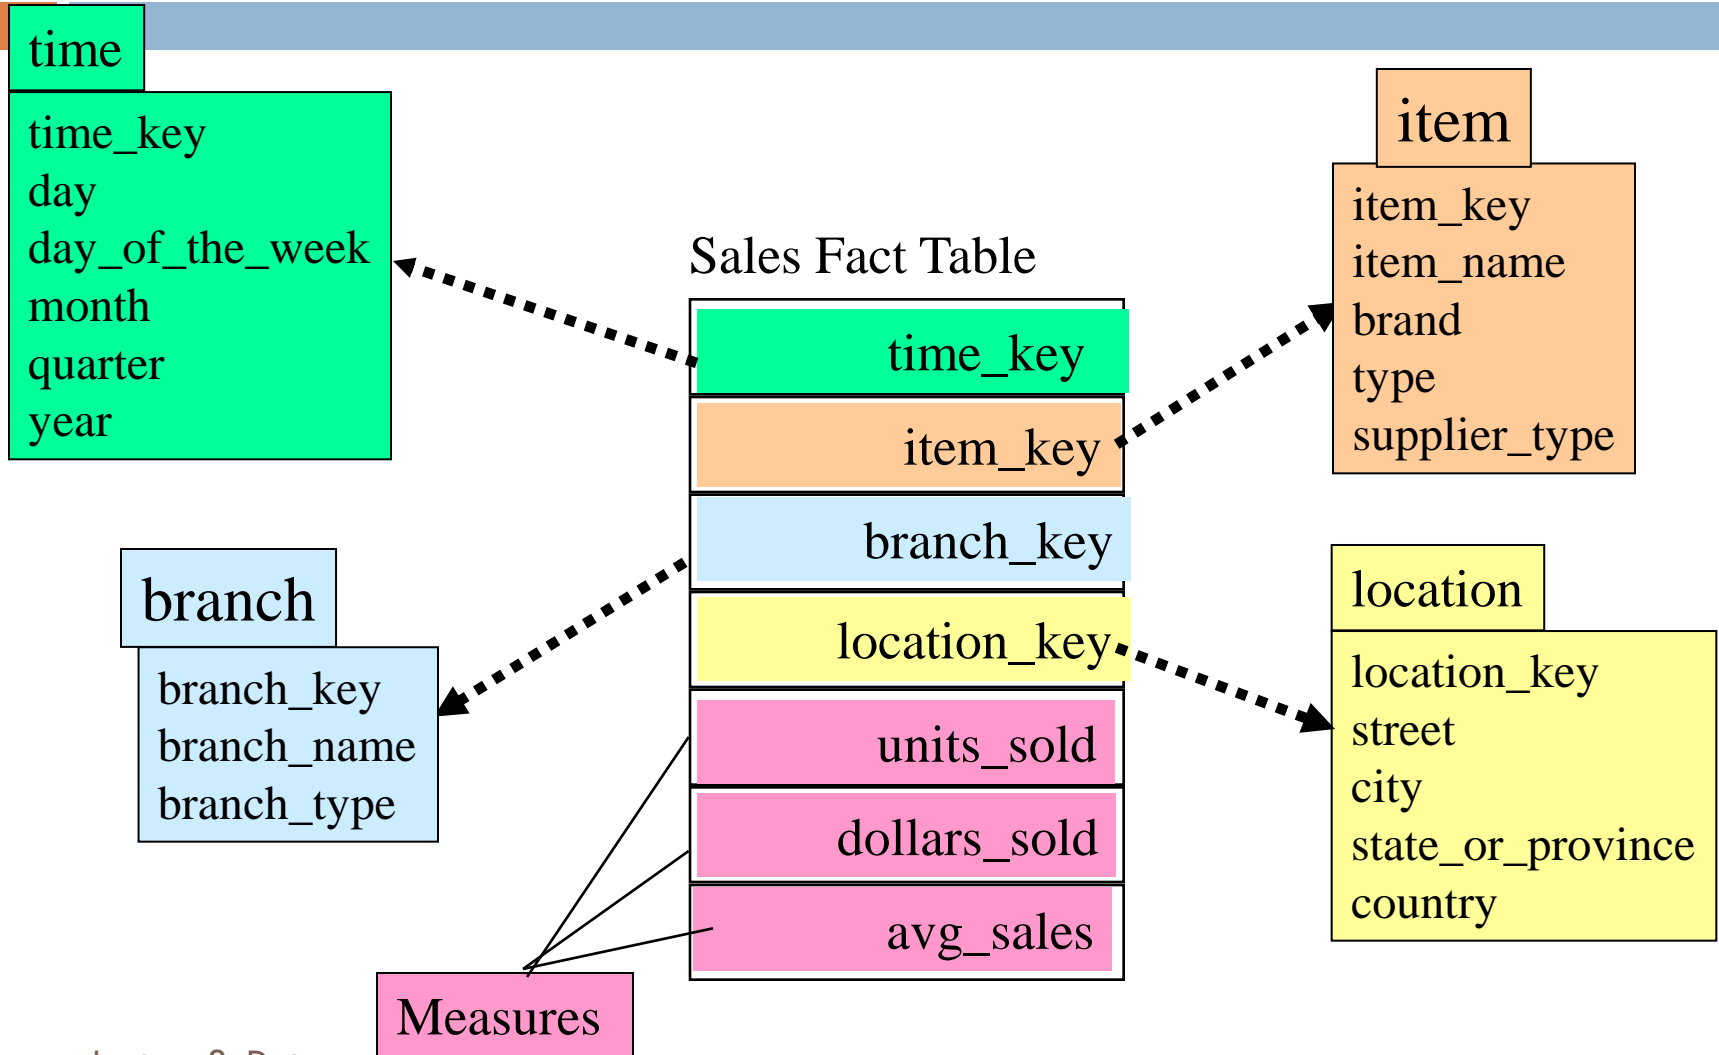 time
time_key
day
day_of_the_week
month
quarter
year
item
item_key
item_name
brand
type
supplier_type
Sales Fact Table
time_key
item_key
branch_key
location_key
units_sold
dollars_sold
avg_sales
branch
branch_key
branch_name
branch_type
location
location_key
street
city
state_or_province
country
Measures